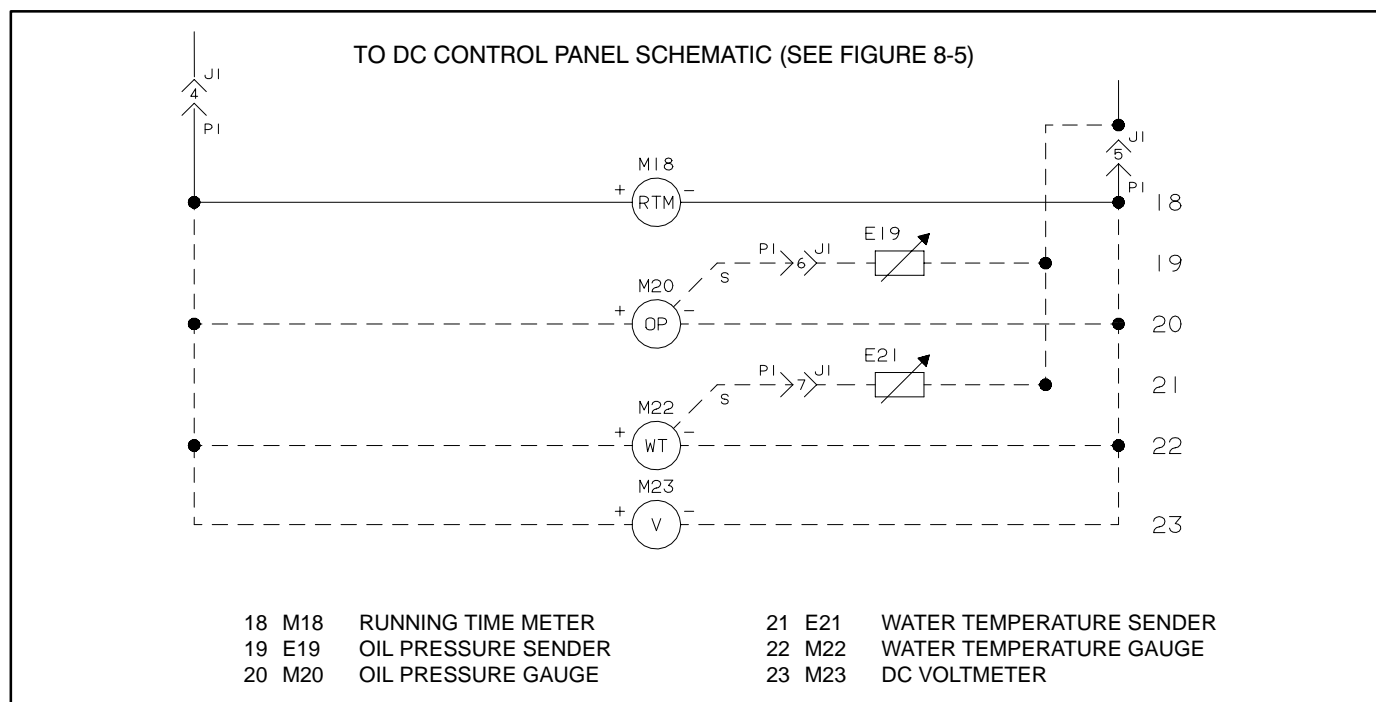 TO DC CONTROL PANEL SCHEMATIC (SEE FIGURE 8-5)
J1
4
P1
J1
5
P1
M18
+ RTM -
18
E19
P1 6 J1
19
S
M20
+ OP -
20
E21
P1 7 J1
21
S
M22
+ WT -
22
M23
+ V -
23
18 M18 RUNNING TIME METER
19 E19 OIL PRESSURE SENDER
20 M20 OIL PRESSURE GAUGE
21 E21 WATER TEMPERATURE SENDER
22 M22 WATER TEMPERATURE GAUGE
23 M23 DC VOLTMETER